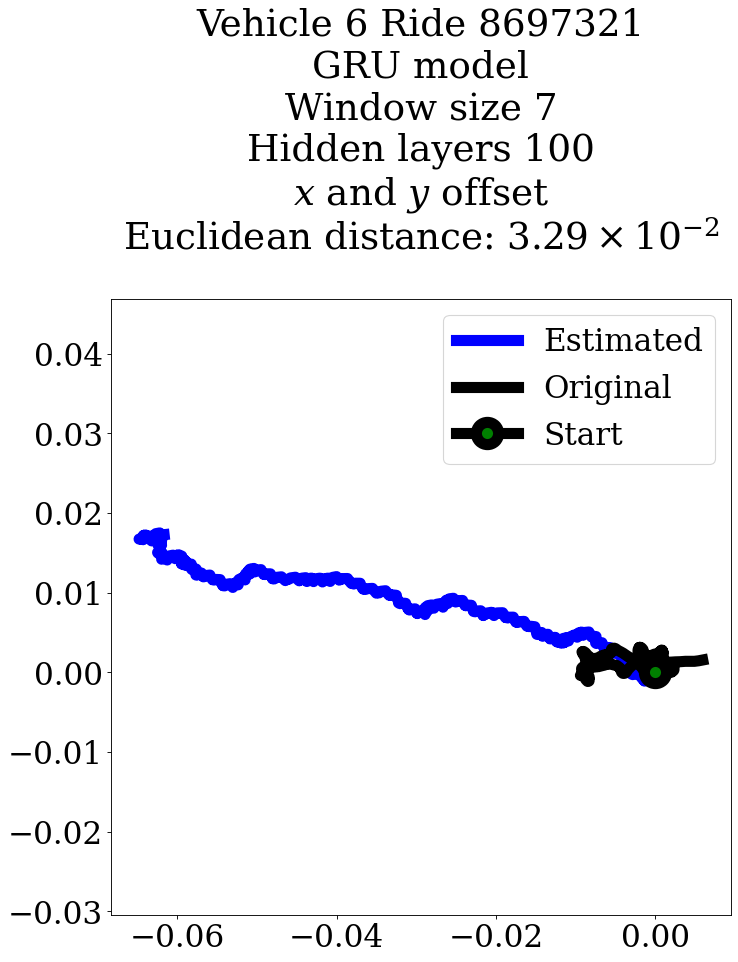 Vehicle 6 Ride 8697321
GRU model
Window size 7
Hidden layers 100
x and y offset
Euclidean distance: 3.29 × 10⁻²
Estimated
Original
Start
0.04
0.03
0.02
0.01
0.00
−0.01
−0.02
−0.03
−0.06
−0.04
−0.02
0.00